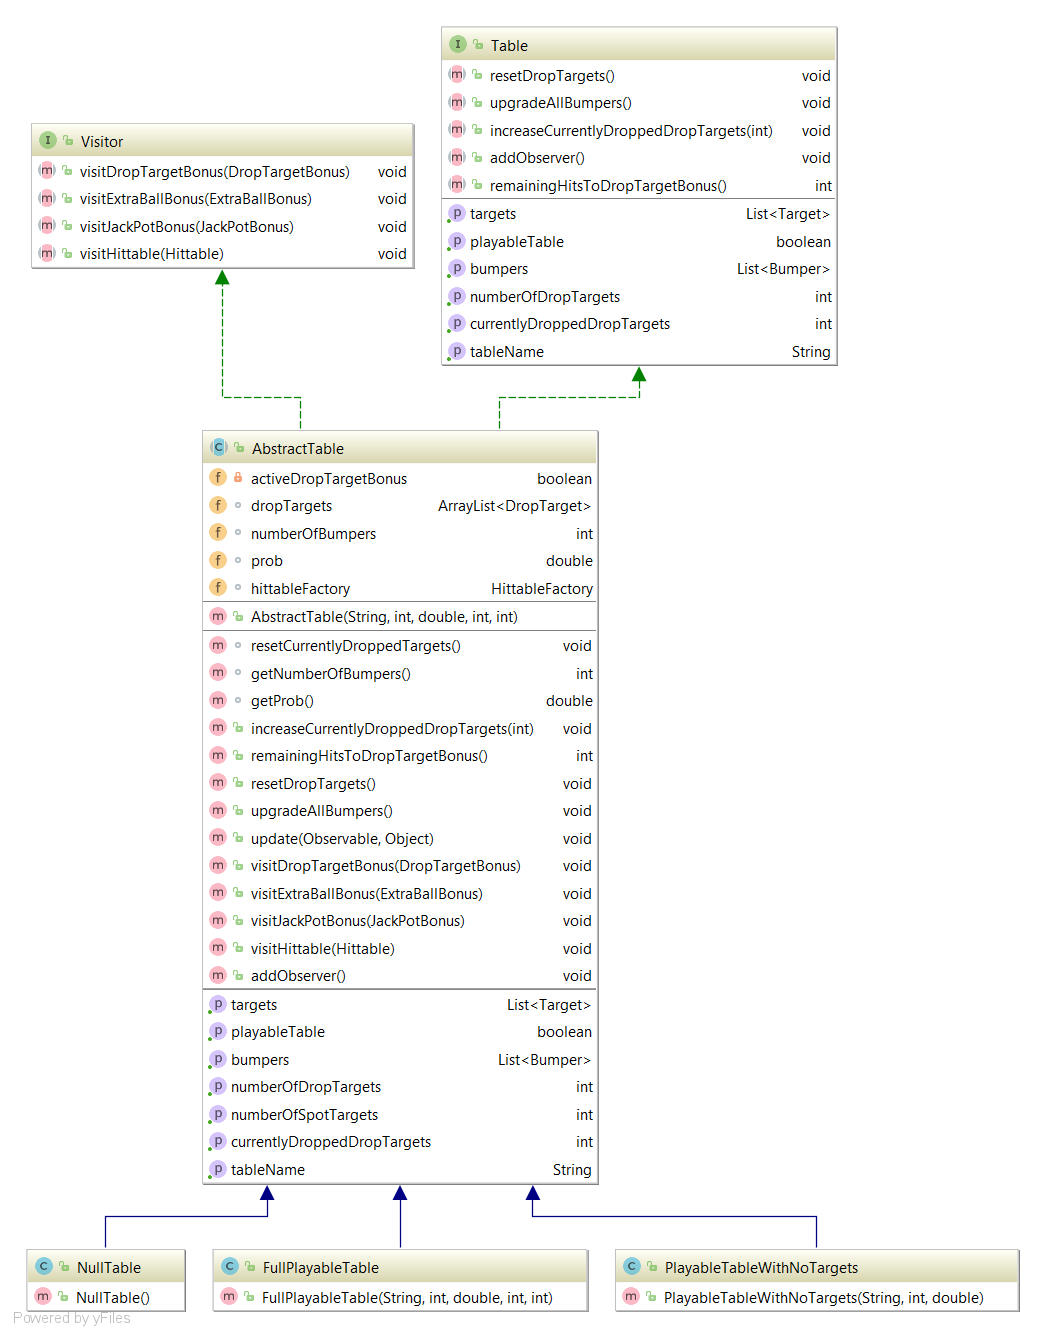 Table
resetDropTargets() void
upgradeAllBumpers() void
increaseCurrentlyDroppedDropTargets(int) void
addObserver() void
remainingHitsToDropTargetBonus() int
targets List<Target>
playableTable boolean
bumpers List<Bumper>
numberOfDropTargets int
currentlyDroppedDropTargets int
tableName String
Visitor
visitDropTargetBonus(DropTargetBonus) void
visitExtraBallBonus(ExtraBallBonus) void
visitJackPotBonus(JackPotBonus) void
visitHittable(Hittable) void
AbstractTable
activeDropTargetBonus boolean
dropTargets ArrayList<DropTarget>
numberOfBumpers int
prob double
hittableFactory HittableFactory
AbstractTable(String, int, double, int, int)
resetCurrentlyDroppedTargets() void
getNumberOfBumpers() int
getProb() double
increaseCurrentlyDroppedDropTargets(int) void
remainingHitsToDropTargetBonus() int
resetDropTargets() void
upgradeAllBumpers() void
update(Observable, Object) void
visitDropTargetBonus(DropTargetBonus) void
visitExtraBallBonus(ExtraBallBonus) void
visitJackPotBonus(JackPotBonus) void
visitHittable(Hittable) void
addObserver() void
targets List<Target>
playableTable boolean
bumpers List<Bumper>
numberOfDropTargets int
numberOfSpotTargets int
currentlyDroppedDropTargets int
tableName String
NullTable
NullTable()
FullPlayableTable
FullPlayableTable(String, int, double, int, int)
PlayableTableWithNoTargets
PlayableTableWithNoTargets(String, int, double)
Powered by yFiles